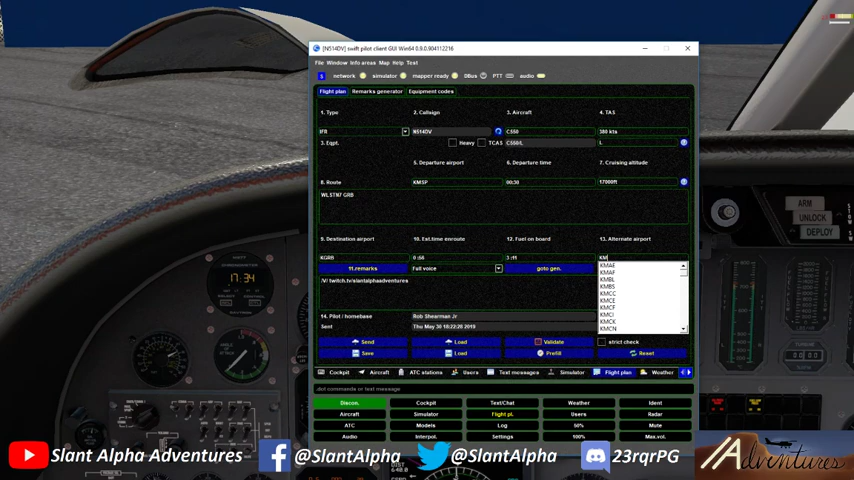 [N514DV] swift pilot client GUI Win64 0.9.0.904112216
File Window Info areas Map Help Test
S network simulator mapper ready DBus PTT audio
Flight plan Remarks generator Equipment codes
1. Type 2. Callsign 3. Aircraft 4. TAS
IFR N514DV C550 380 kts
3. Eqpt. Heavy TCAS C550/L L
5. Departure airport 6. Departure time 7. Cruising altitude
8. Route KMSP 00:30 17000ft
WLSTN7 GRB
9. Destination airport 10. Est.time enroute 12. Fuel on board 13. Alternate airport
KGRB 0:56 3:11 KM
11.remarks Full voice goto gen.
KMAE
KMAF
KMBL
KMBS
KMCC
KMCE
KMCF
KMCI
KMCK
KMCN
/V/ twitch.tv/slantalphaadventures
14. Pilot / homebase Rob Shearman Jr
Sent Thu May 30 18:22:28 2019
Send Load Validate strict check
Save Load Prefill Reset
Cockpit Aircraft ATC stations Users Text messages Simulator Flight plan Weather
.dot commands or text message
Discon. Cockpit Text/Chat Weather Ident
Aircraft Simulator Flight pl. Users Radar
ATC Models Log 50% Mute
Audio Interpol. Settings 100% Max.vol.
CHRONOMETER
17:34
ANGLE OF ATTACK
ARM
UNLOCK
DEPLOY
Slant Alpha Adventures @SlantAlpha @SlantAlpha 23rqrPG
Adventures